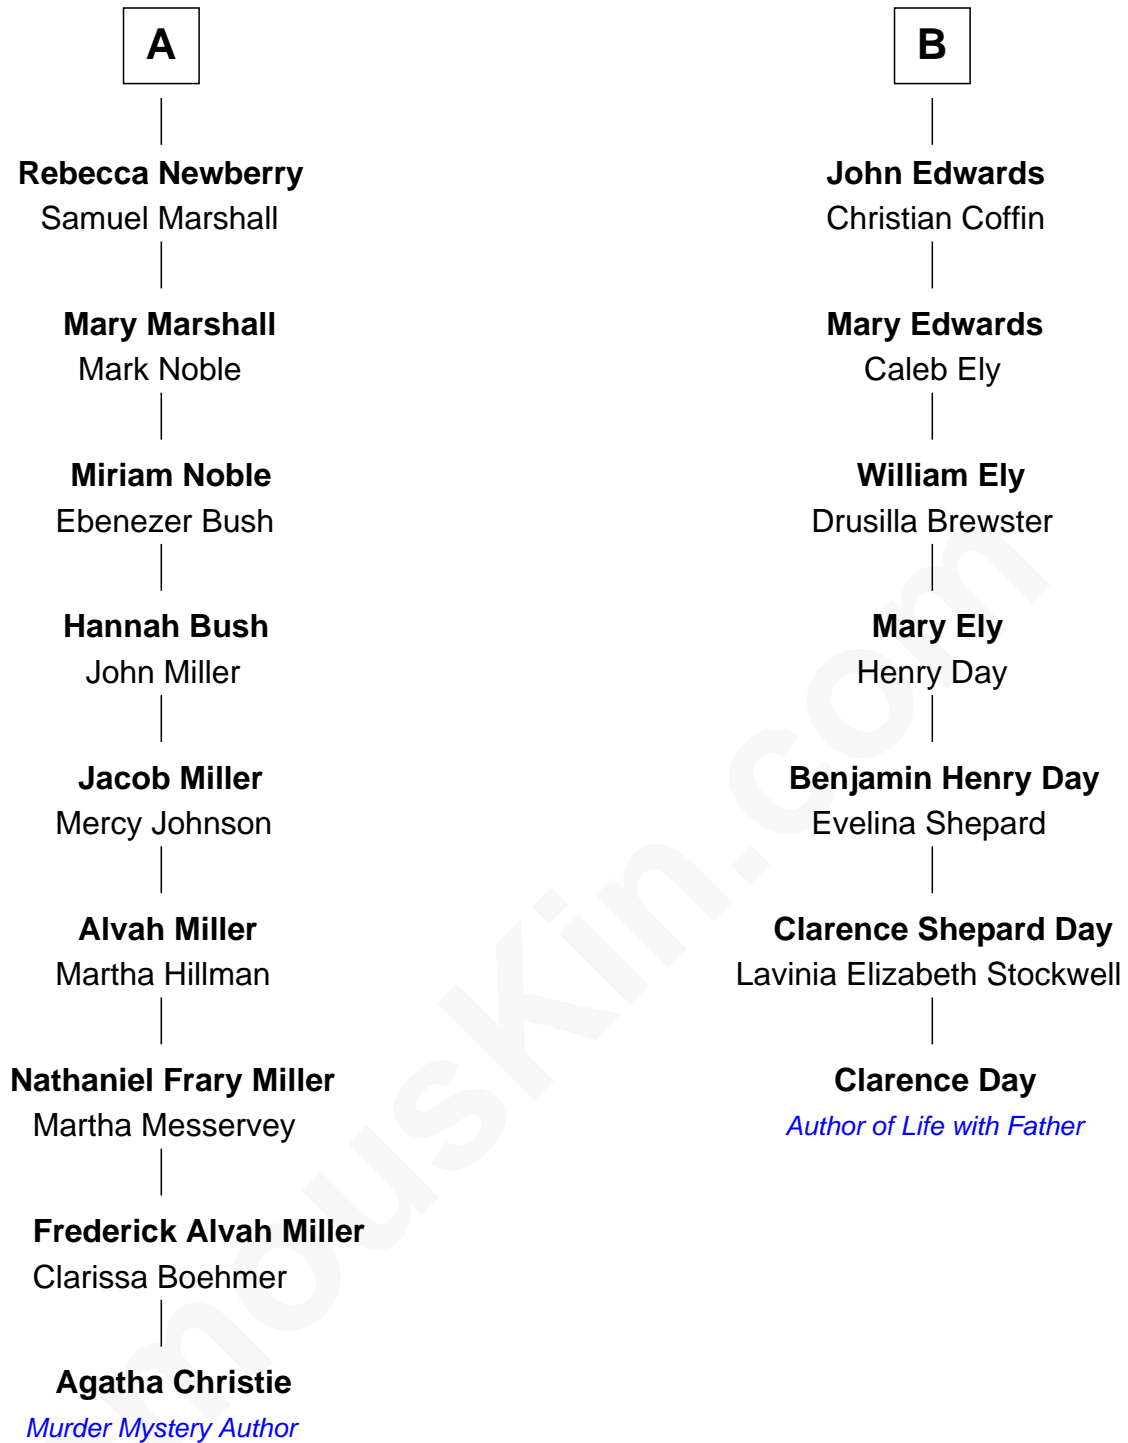 A
Rebecca Newberry
Samuel Marshall
Mary Marshall
Mark Noble
Miriam Noble
Ebenezer Bush
Hannah Bush
John Miller
Jacob Miller
Mercy Johnson
Alvah Miller
Martha Hillman
Nathaniel Frary Miller
Martha Messervey
Frederick Alvah Miller
Clarissa Boehmer
Agatha Christie
Murder Mystery Author
B
John Edwards
Christian Coffin
Mary Edwards
Caleb Ely
William Ely
Drusilla Brewster
Mary Ely
Henry Day
Benjamin Henry Day
Evelina Shepard
Clarence Shepard Day
Lavinia Elizabeth Stockwell
Clarence Day
Author of Life with Father
mouskin.com